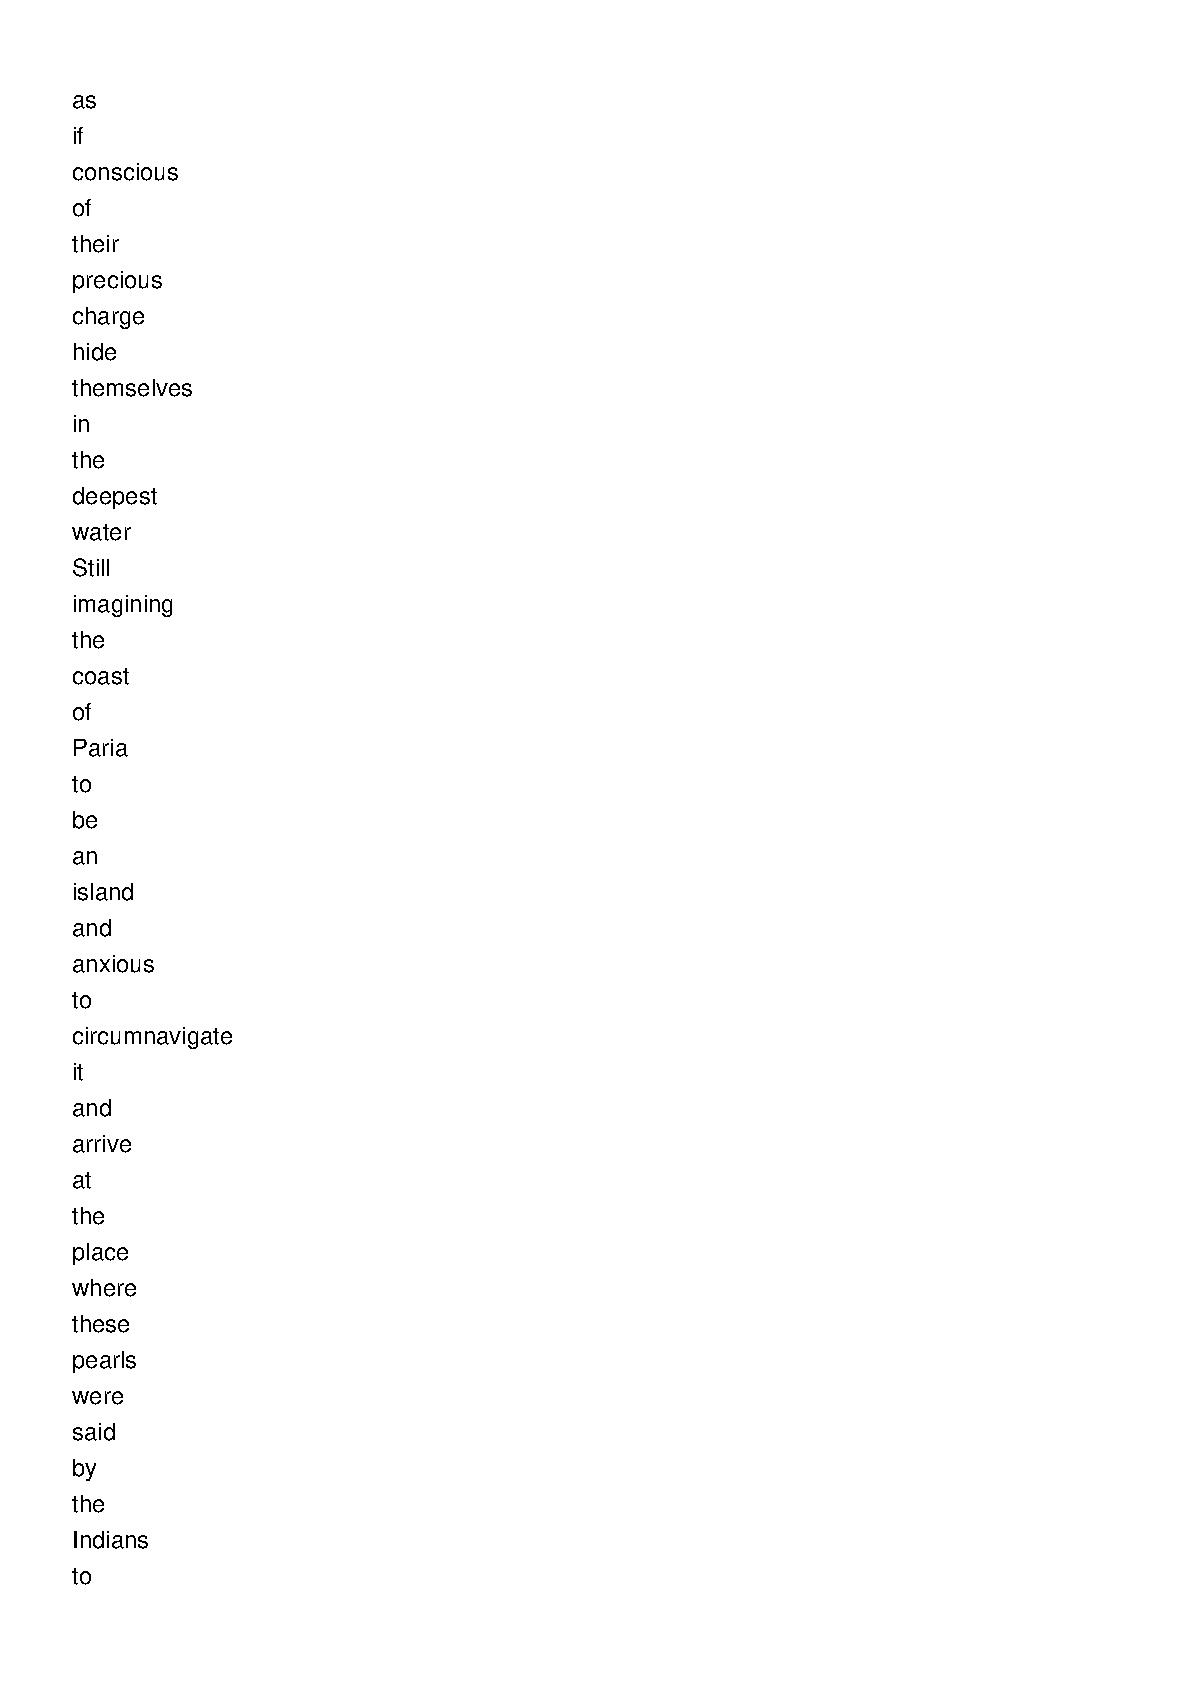 as
if
conscious
of
their
precious
charge
hide
themselves
in
the
deepest
water
Still
imagining
the
coast
of
Paria
to
be
an
island
and
anxious
to
circumnavigate
it
and
arrive
at
the
place
where
these
pearls
were
said
by
the
Indians
to